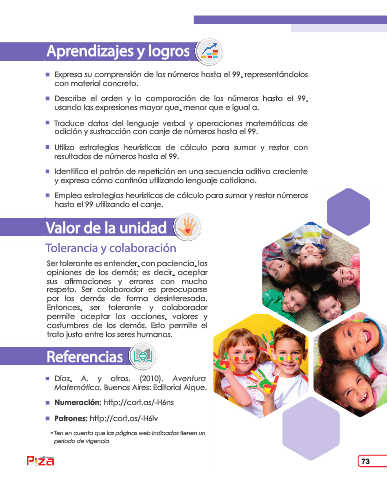 Aprendizajes y logros
Expresa su comprensión de los números hasta el 99, representándolos
con material concreto.
Describe el orden y la comparación de los números hasta el 99,
usando las expresiones mayor que, menor que e igual a.
Traduce datos del lenguaje verbal y operaciones matemáticas de
adición y sustracción con canje de números hasta el 99.
Utiliza estrategias heurísticas de cálculo para sumar y restar con
resultados de números hasta el 99.
Identifica el patrón de repetición en una secuencia aditiva creciente
y expresa cómo continúa utilizando lenguaje cotidiano.
Emplea estrategias heurísticas de cálculo para sumar y restar números
hasta el 99 utilizando el canje.
Valor de la unidad
Tolerancia y colaboración
Ser tolerante es entender, con paciencia, las
opiniones de los demás; es decir, aceptar
sus afirmaciones y errores con mucho
respeto. Ser colaborador es preocuparse
por los demás de forma desinteresada.
Entonces, ser tolerante y colaborador
permite aceptar las acciones, valores y
costumbres de los demás. Esto permite el
trato justo entre los seres humanos.
Referencias
Díaz, A. y otros. (2010). Aventura
Matemática. Buenos Aires: Editorial Aique.
Numeración: http://cort.as/-H6ns
Patrones: http://cort.as/-H6lv
*Ten en cuenta que las páginas web indicadas tienen un
periodo de vigencia
Piza
73